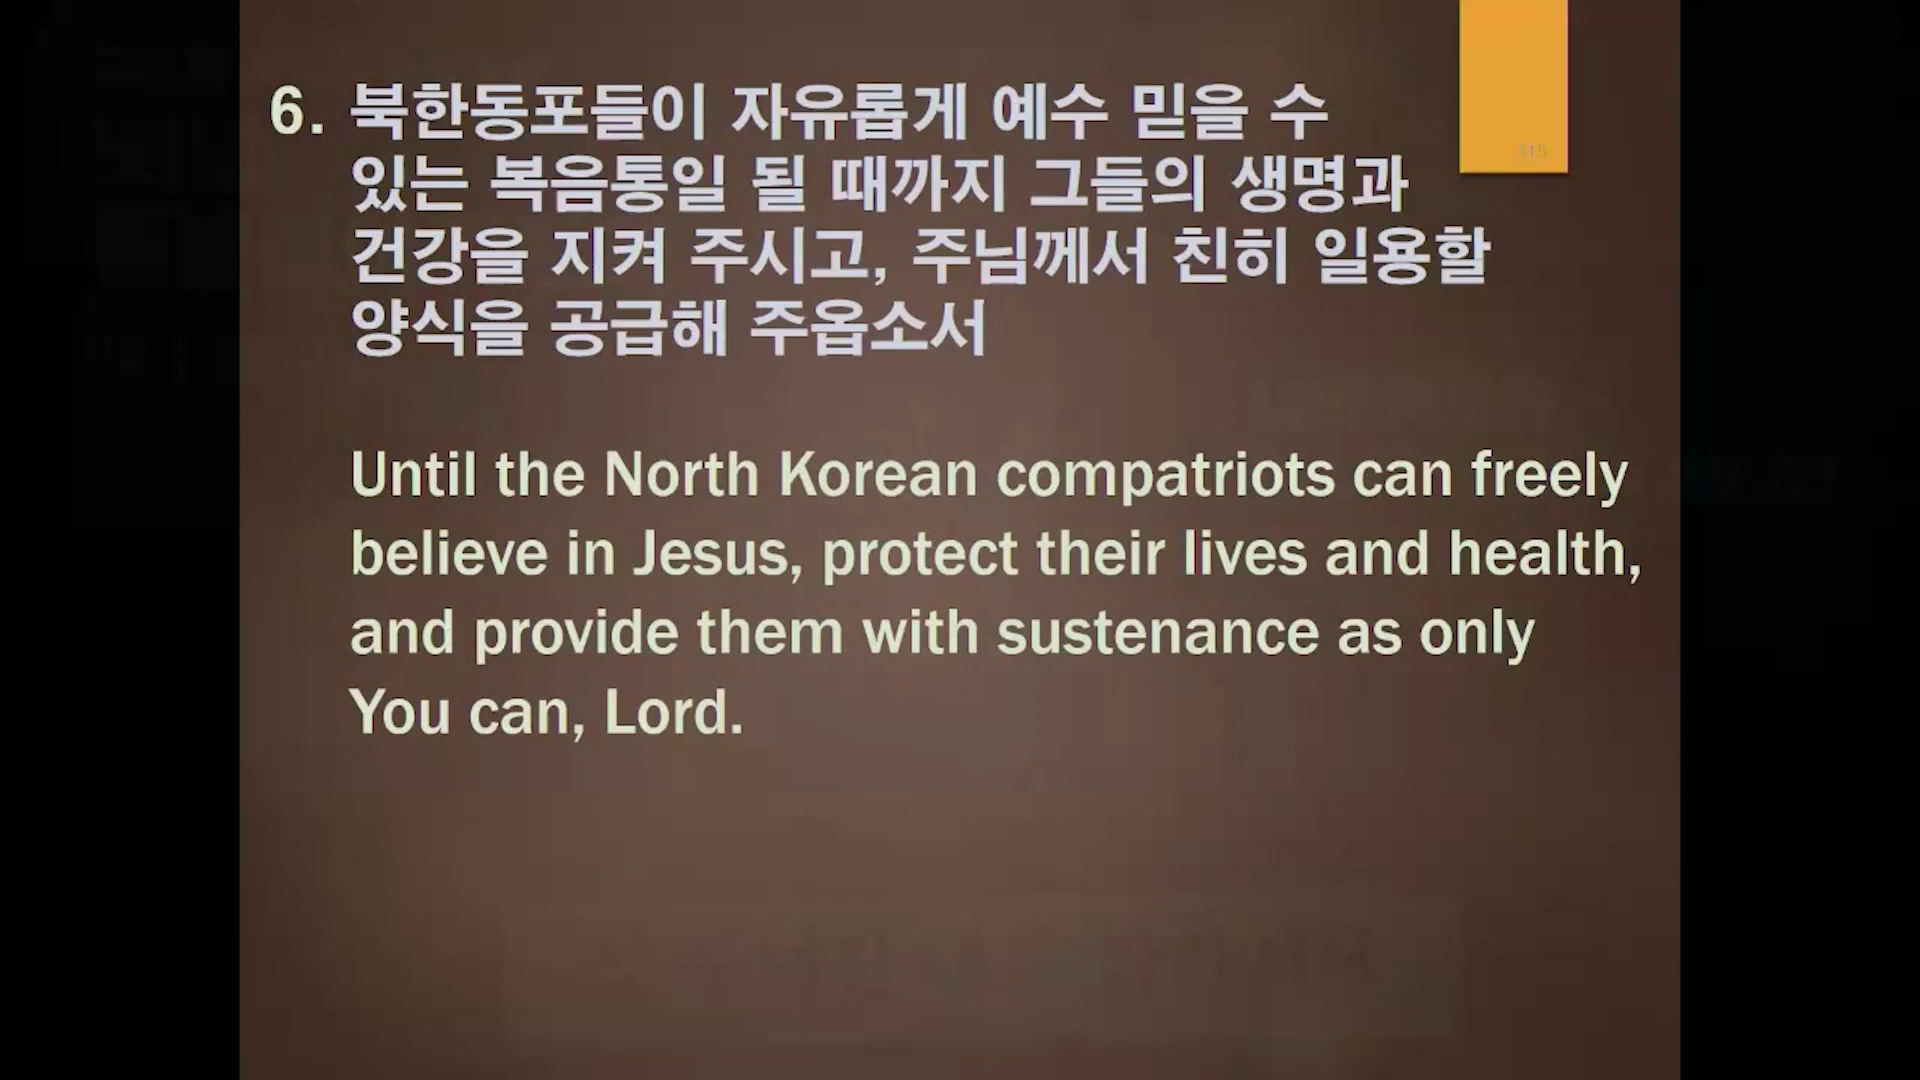 6. 북한동포들이 자유롭게 예수 믿을 수
있는 복음통일 될 때까지 그들의 생명과
건강을 지켜 주시고, 주님께서 친히 일용할
양식을 공급해 주옵소서
115
Until the North Korean compatriots can freely
believe in Jesus, protect their lives and health,
and provide them with sustenance as only
You can, Lord.